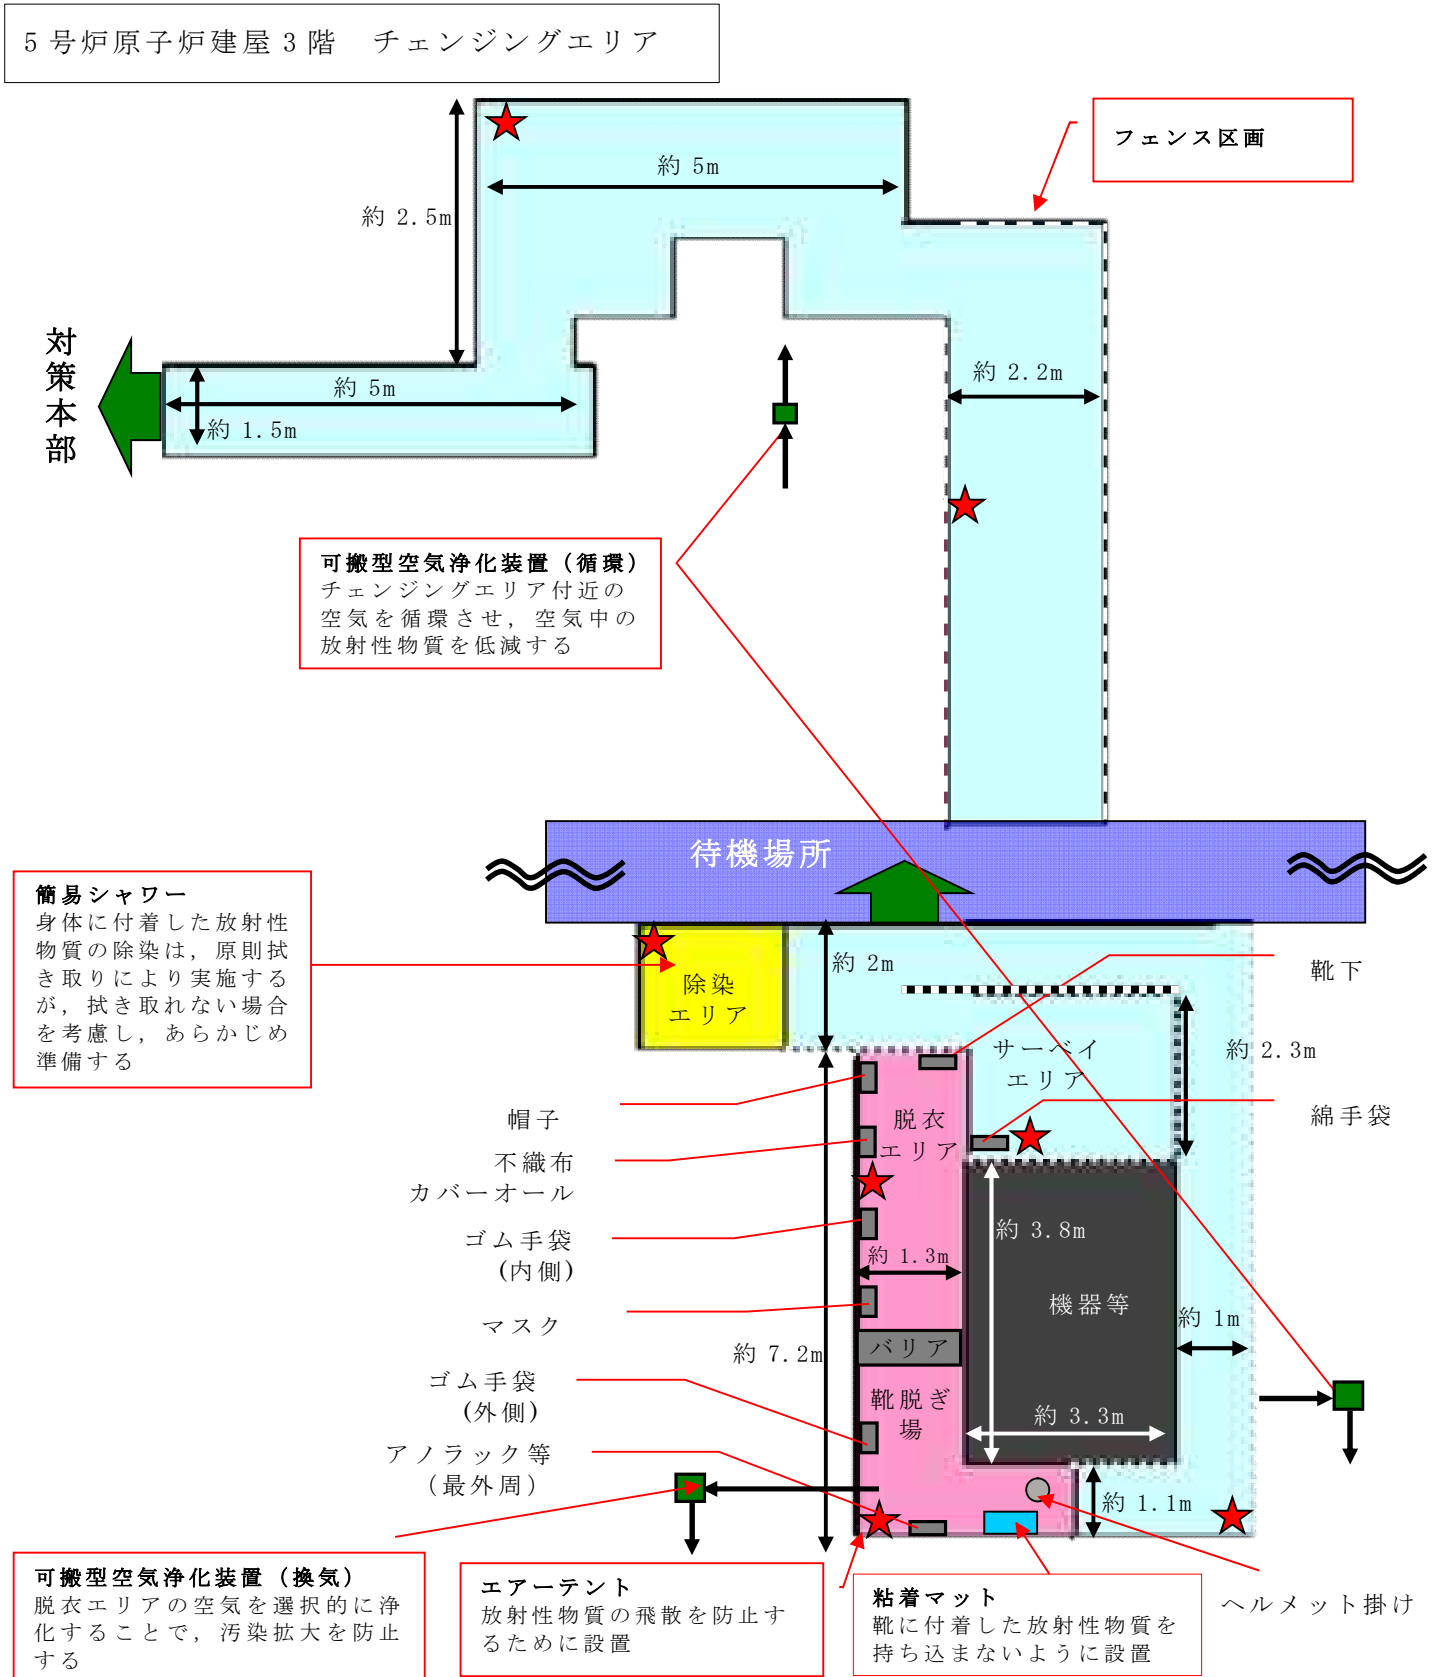 5号炉原子炉建屋3階　チェンジングエリア
フェンス区画
約 5m
約 2.5m
対策本部
約 5m
約 1.5m
約 2.2m
可搬型空気浄化装置（循環）
チェンジングエリア付近の
空気を循環させ，空気中の
放射性物質を低減する
待機場所
簡易シャワー
身体に付着した放射性
物質の除染は，原則拭
き取りにより実施する
が，拭き取れない場合
を考慮し，あらかじめ
準備する
除染
エリア
約 2m
靴下
サーベイ
エリア
約 2.3m
帽子
脱衣
エリア
綿手袋
不織布
カバーオール
ゴム手袋
(内側)
約 3.8m
約 1.3m
機器等
マスク
約 1m
約 7.2m
バリア
ゴム手袋
(外側)
靴脱ぎ
場
約 3.3m
アノラック等
（最外周）
約 1.1m
可搬型空気浄化装置（換気）
脱衣エリアの空気を選択的に浄
化することで，汚染拡大を防止
する
エアーテント
放射性物質の飛散を防止す
るために設置
粘着マット
靴に付着した放射性物質を
持ち込まないように設置
ヘルメット掛け